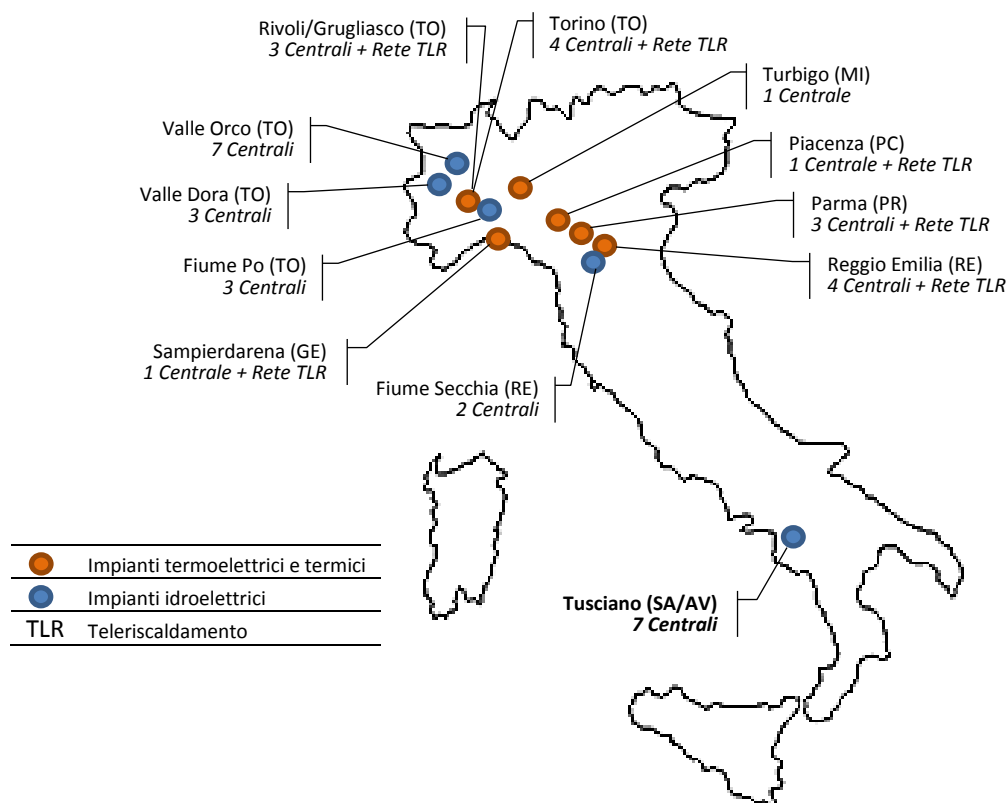 Rivoli/Grugliasco (TO)
3 Centrali + Rete TLR
Torino (TO)
4 Centrali + Rete TLR
Turbigo (MI)
1 Centrale
Valle Orco (TO)
7 Centrali
Piacenza (PC)
1 Centrale + Rete TLR
Valle Dora (TO)
3 Centrali
Parma (PR)
3 Centrali + Rete TLR
Fiume Po (TO)
3 Centrali
Reggio Emilia (RE)
4 Centrali + Rete TLR
Sampierdarena (GE)
1 Centrale + Rete TLR
Fiume Secchia (RE)
2 Centrali
Impianti termoelettrici e termici
Impianti idroelettrici
TLR Teleriscaldamento
Tusciano (SA/AV)
7 Centrali